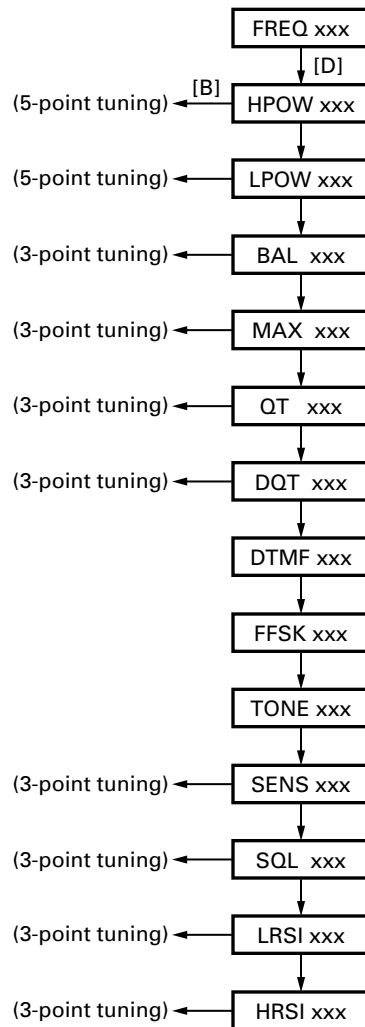 FREQ xxx
[D]
[B]
(5-point tuning) HPOW xxx
(5-point tuning) LPOW xxx
(3-point tuning) BAL xxx
(3-point tuning) MAX xxx
(3-point tuning) QT xxx
(3-point tuning) DQT xxx
DTMF xxx
FFSK xxx
TONE xxx
(3-point tuning) SENS xxx
(3-point tuning) SQL xxx
(3-point tuning) LRSI xxx
(3-point tuning) HRSI xxx